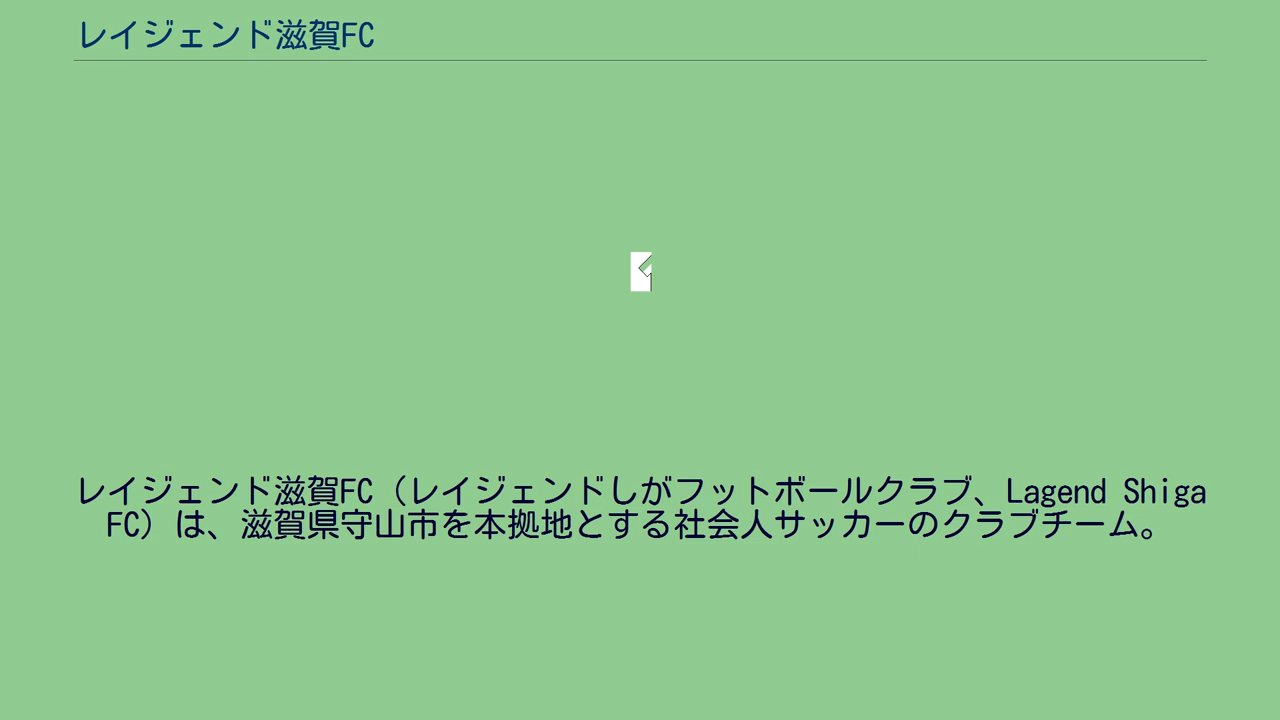 レイジェンド滋賀FC
レイジェンド滋賀FC（レイジェンドしがフットボールクラブ、Lagend Shiga
FC）は、滋賀県守山市を本拠地とする社会人サッカーのクラブチーム。